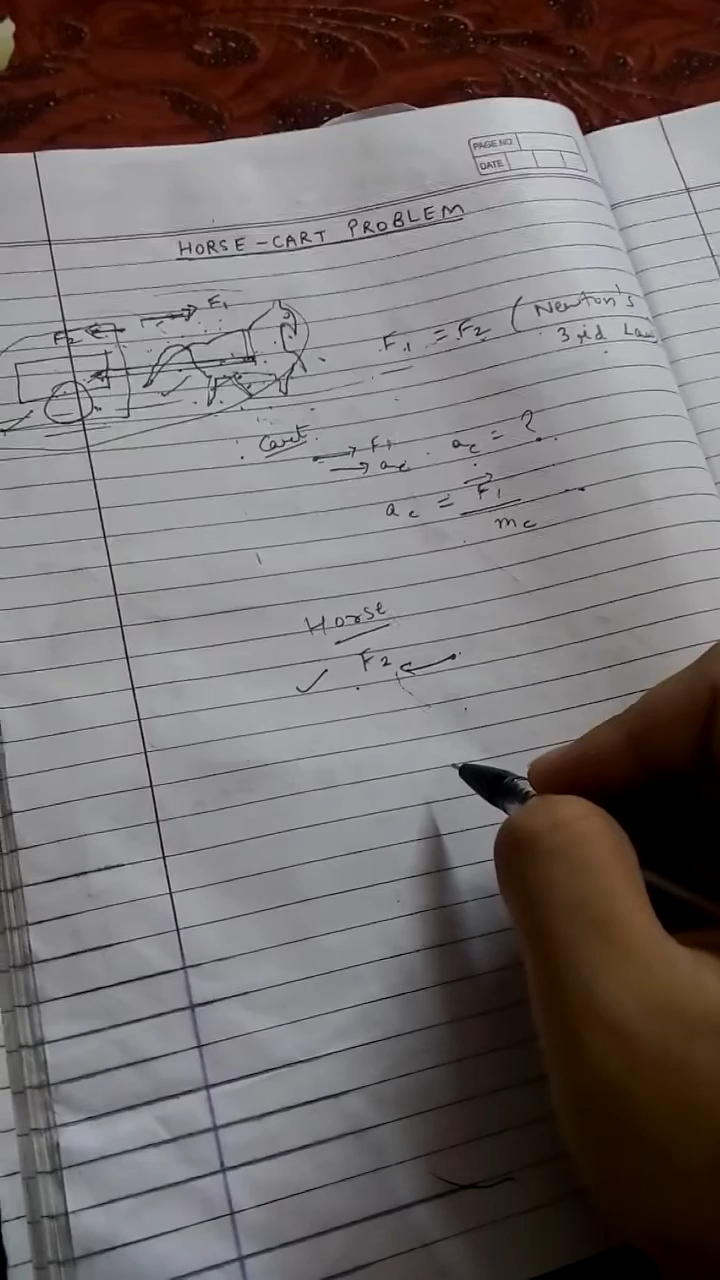 PAGE NO
DATE
HORSE - CART PROBLEM
F1
F2
F1 = F2 (Newton's
3rd Law
Cart
F1
ac
ac = ?
ac = F1
mc
Horse
F2